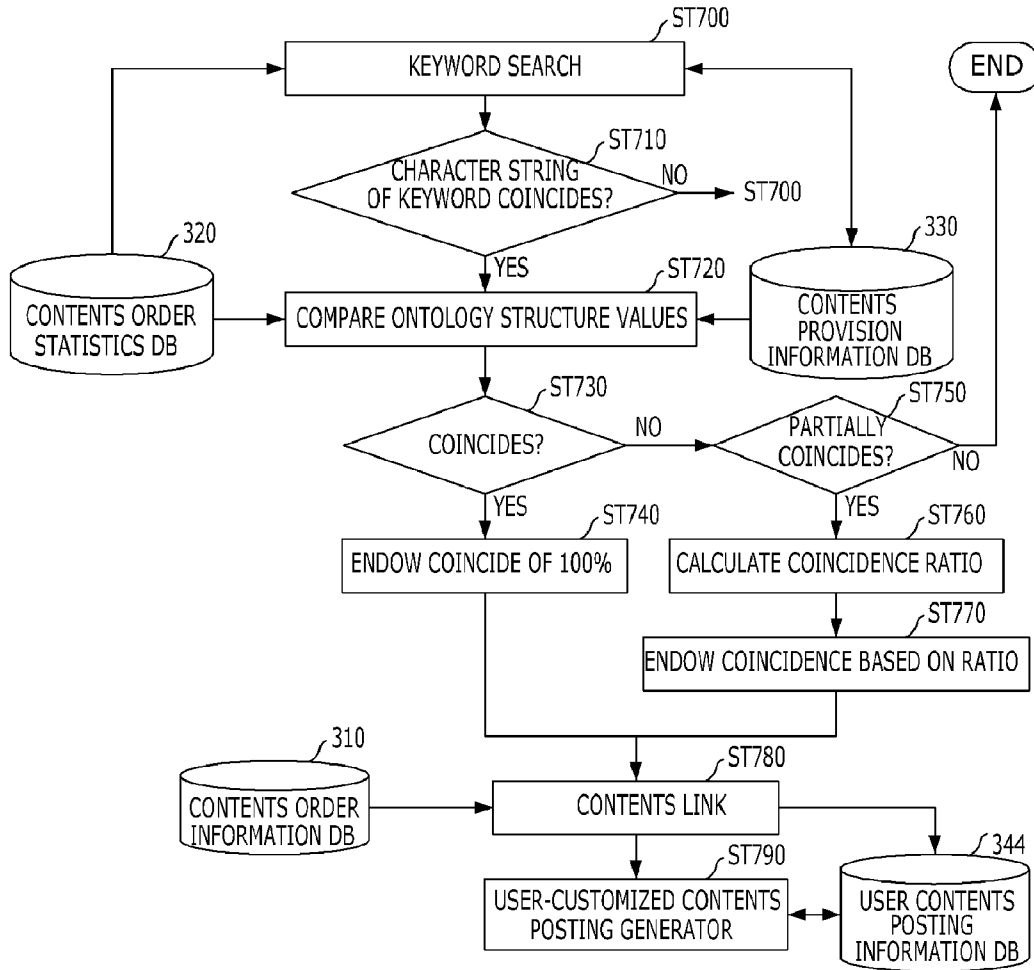 ST700
KEYWORD SEARCH
END
ST710
CHARACTER STRING
OF KEYWORD COINCIDES?
NO
ST700
320
330
YES
ST720
CONTENTS ORDER
STATISTICS DB
COMPARE ONTOLOGY STRUCTURE VALUES
CONTENTS
PROVISION
INFORMATION DB
ST730
ST750
COINCIDES?
NO
PARTIALLY
COINCIDES?
NO
YES
YES
ST740
ST760
ENDOW COINCIDE OF 100%
CALCULATE COINCIDENCE RATIO
ST770
ENDOW COINCIDENCE BASED ON RATIO
310
ST780
CONTENTS ORDER
INFORMATION DB
CONTENTS LINK
ST790
344
USER-CUSTOMIZED CONTENTS
POSTING GENERATOR
USER CONTENTS
POSTING
INFORMATION DB